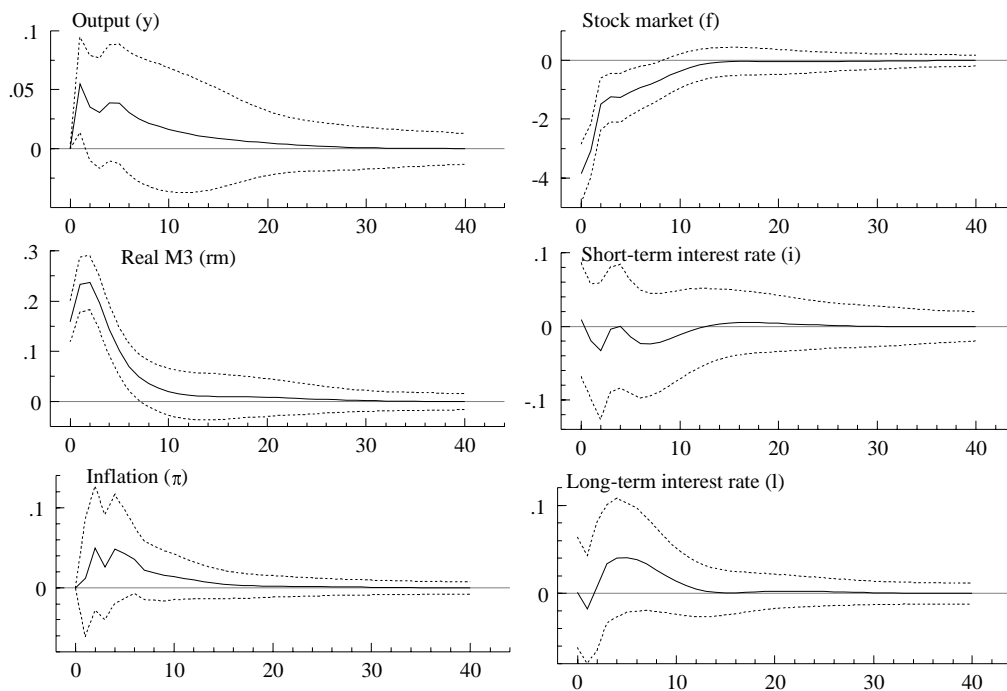 Output (y)
.1
.05
0
0 10 20 30 40
Stock market (f)
0
-2
-4
0 10 20 30 40
Real M3 (rm)
.3
.2
.1
0
0 10 20 30 40
Short-term interest rate (i)
.1
0
-.1
0 10 20 30 40
Inflation (π)
.1
0
0 10 20 30 40
Long-term interest rate (l)
.1
0
0 10 20 30 40